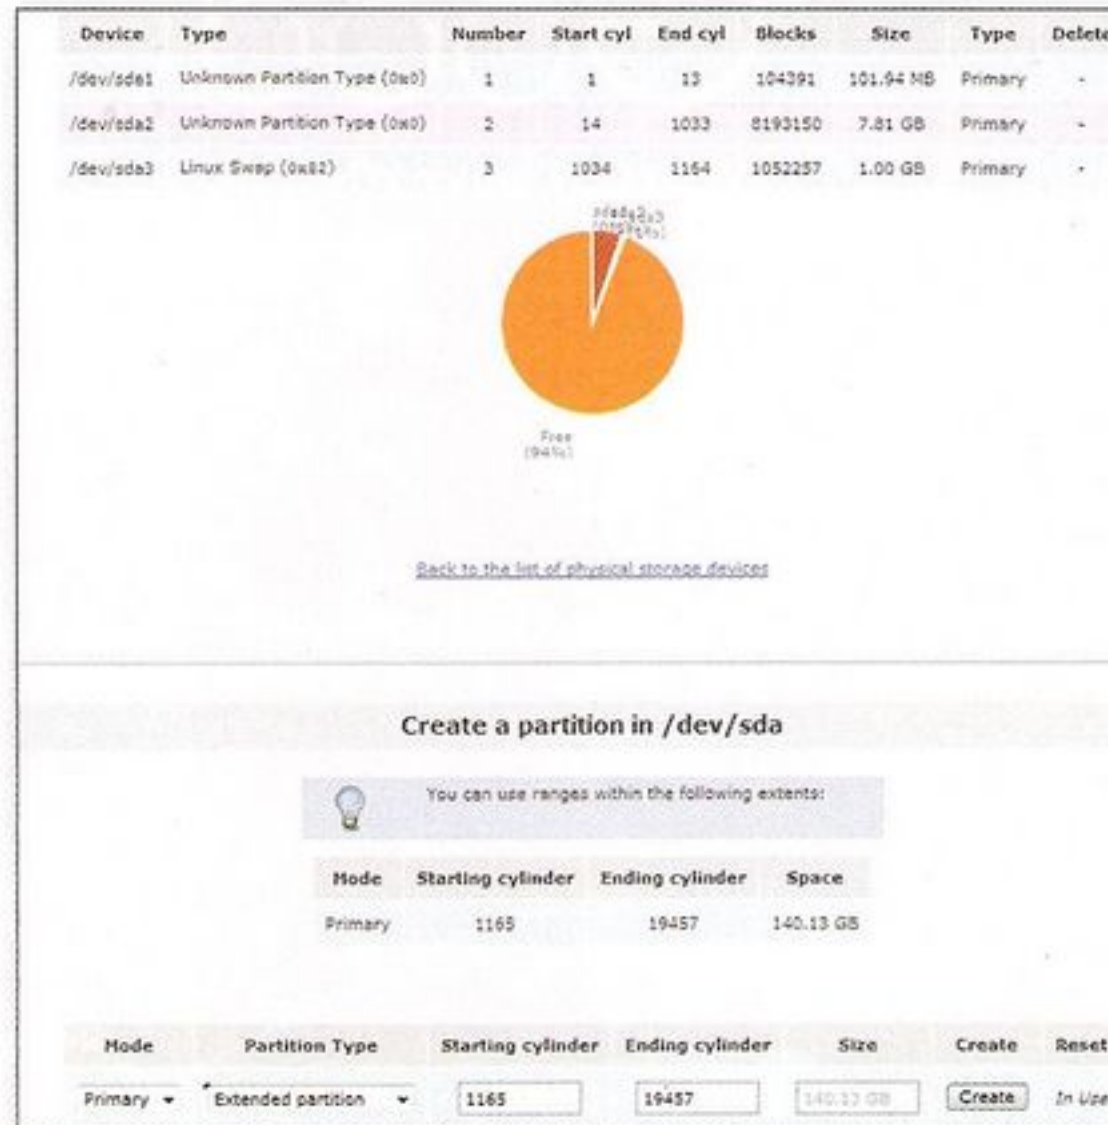 Device Type Number Start cyl End cyl Blocks Size Type Delete
/dev/sda1 Unknown Partition Type (0x0) 1 1 13 104391 101.94 MB Primary -
/dev/sda2 Unknown Partition Type (0x0) 2 14 1033 8193150 7.81 GB Primary -
/dev/sda3 Linux Swap (0x82) 3 1034 1164 1052257 1.00 GB Primary -
Free
(94%)
Back to the list of physical storage devices
Create a partition in /dev/sda
You can use ranges within the following extents:
Mode Starting cylinder Ending cylinder Space
Primary 1165 19457 140.13 GB
Mode Partition Type Starting cylinder Ending cylinder Size Create Reset
Primary Extended partition 1165 19457 140.13 GB Create In Use